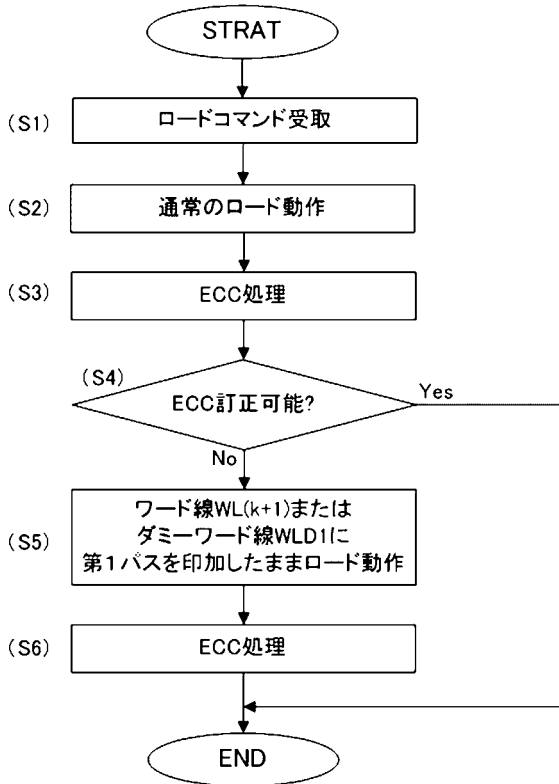 STRAT
(S1)
ロードコマンド受取
(S2)
通常のロード動作
(S3)
ECC処理
(S4)
ECC訂正可能?
Yes
No
(S5)
ワード線WL(k+1)または
ダミーワード線WLD1に
第1パスを印加したままロード動作
(S6)
ECC処理
END